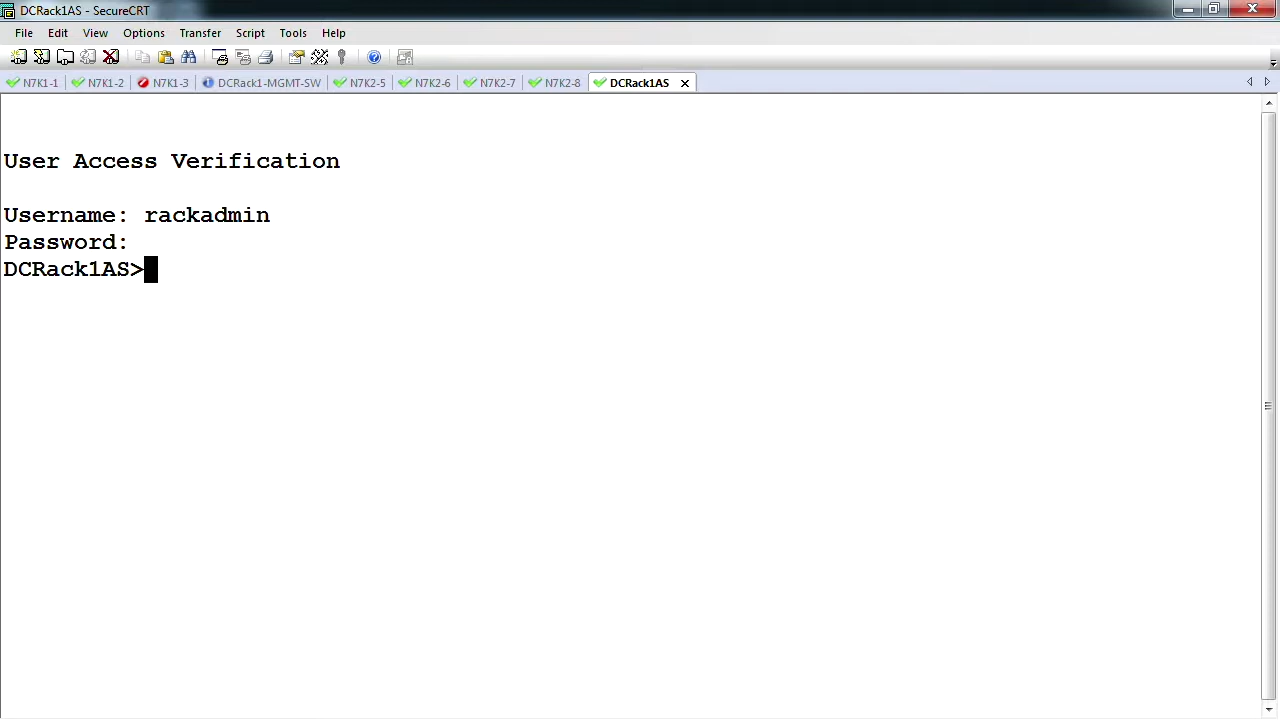 DCRack1AS - SecureCRT
File Edit View Options Transfer Script Tools Help
N7K1-1 N7K1-2 N7K1-3 DCRack1-MGMT-SW N7K2-5 N7K2-6 N7K2-7 N7K2-8 DCRack1AS
User Access Verification
Username: rackadmin
Password:
DCRack1AS>